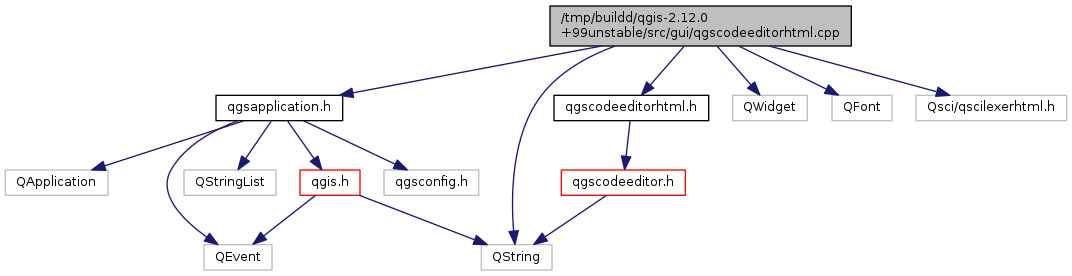 /tmp/buildd/qgis-2.12.0
+99unstable/src/gui/qgscodeeditorhtml.cpp
qgsapplication.h
qgscodeeditorhtml.h
QWidget
QFont
Qsci/qscilexerhtml.h
QApplication
QStringList
qgis.h
qgsconfig.h
qgscodeeditor.h
QEvent
QString